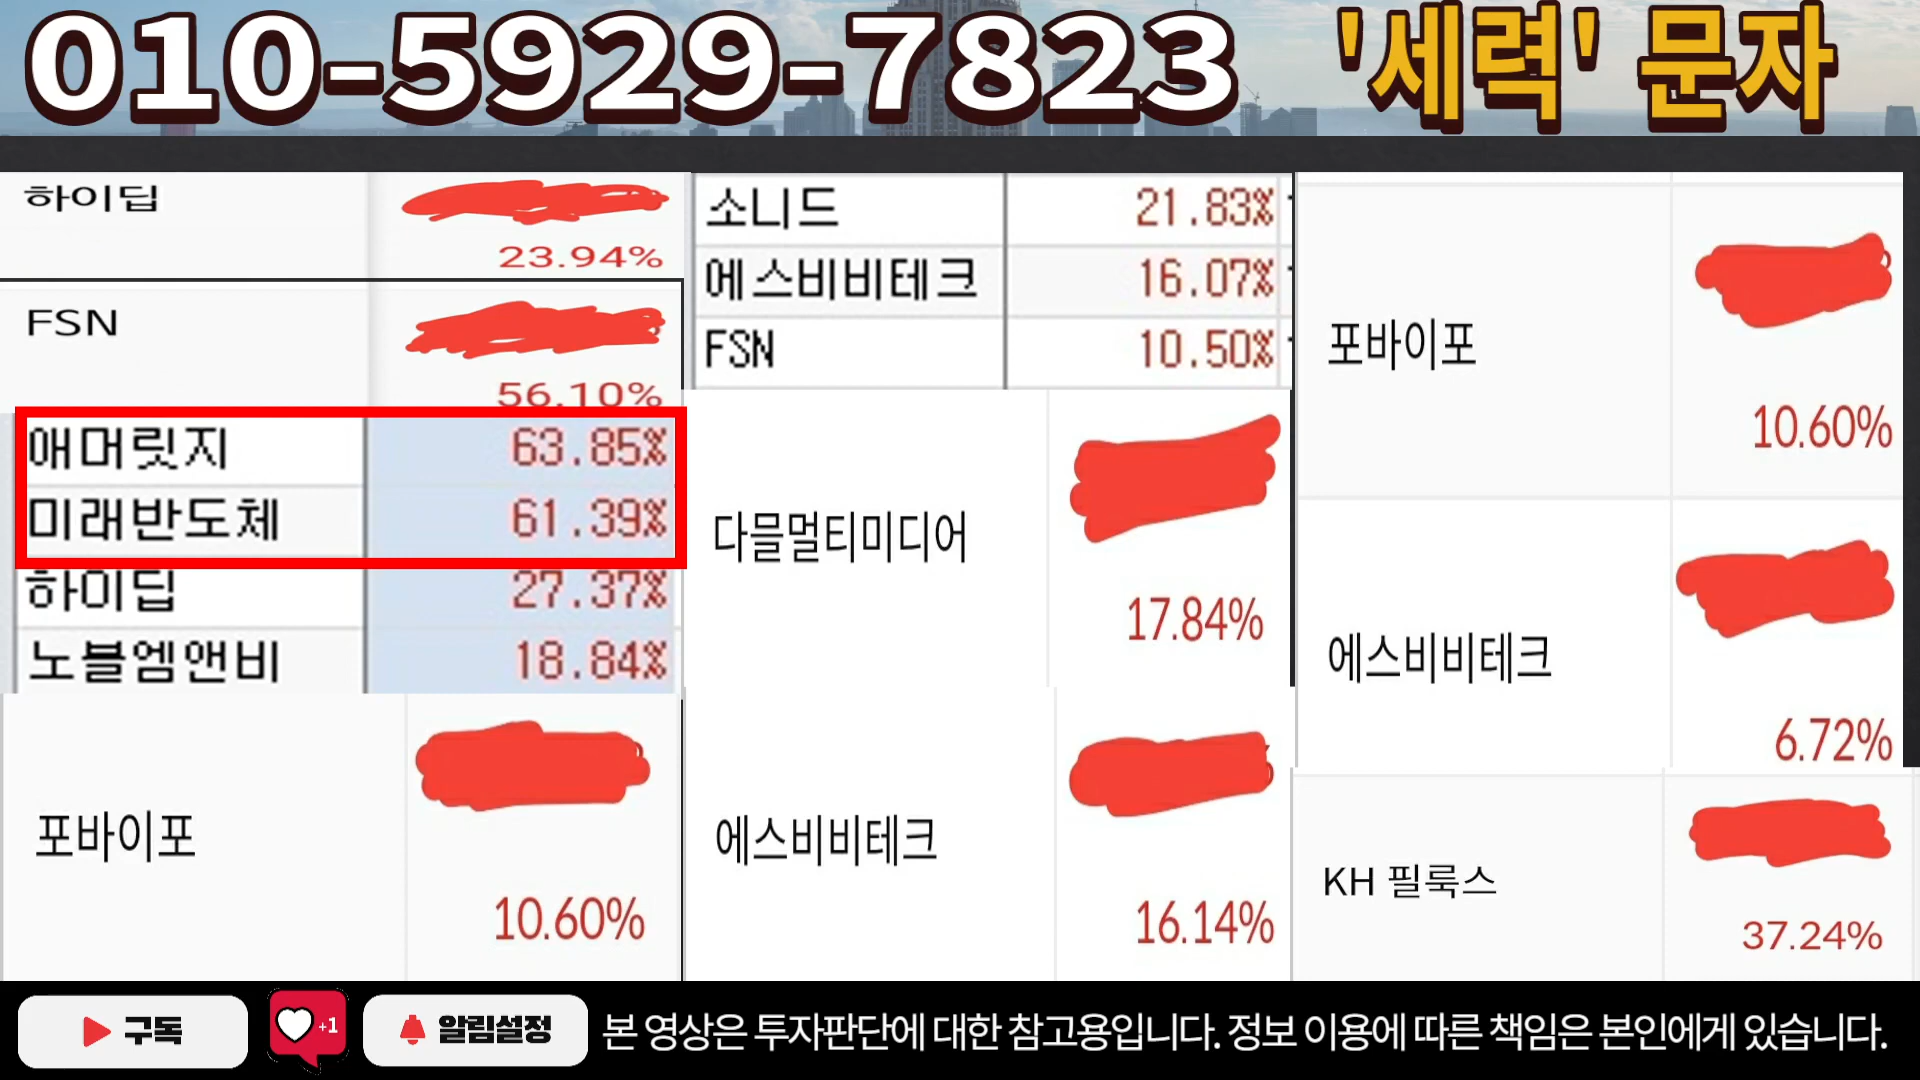 010-5929-7823 '세력' 문자
하이딥
23.94%
FSN
56.10%
애머릿지
63.85%
미래반도체
61.39%
하이딥
27.37%
노블엠앤비
18.84%
포바이포
10.60%
소니드
21.83%
에스비비테크
16.07%
FSN
10.50%
다믈멀티미디어
17.84%
에스비비테크
16.14%
포바이포
10.60%
에스비비테크
6.72%
KH 필룩스
37.24%
구독
+1
알림설정
본 영상은 투자판단에 대한 참고용입니다. 정보 이용에 따른 책임은 본인에게 있습니다.